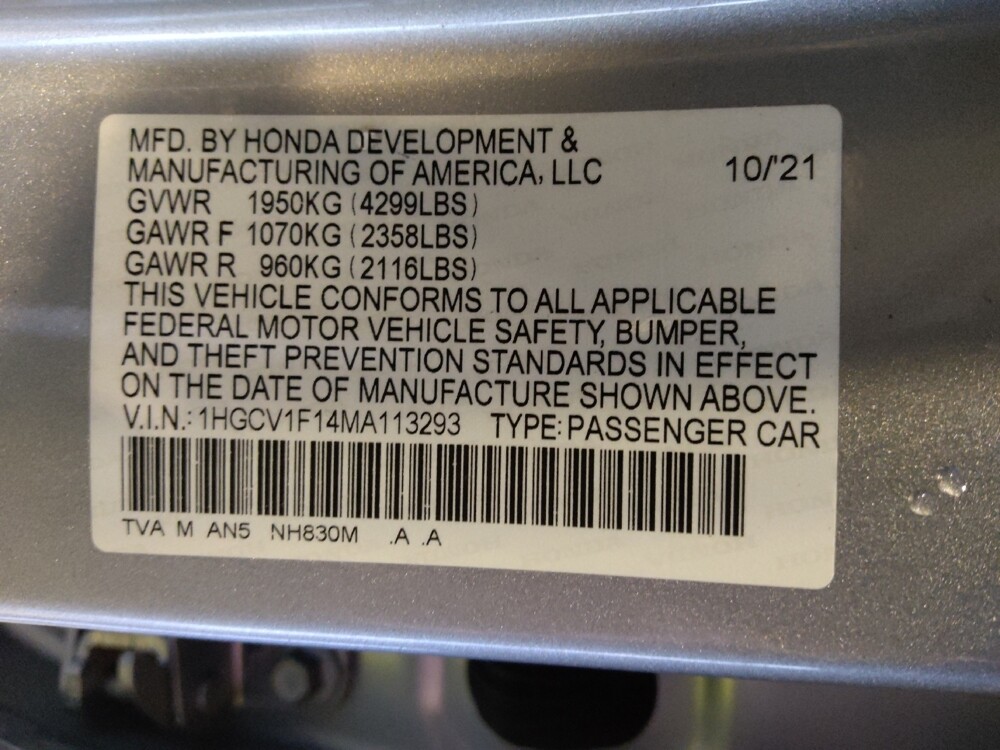 MFD. BY HONDA DEVELOPMENT &
MANUFACTURING OF AMERICA, LLC 10/'21
GVWR 1950KG (4299LBS)
GAWR F 1070KG (2358LBS)
GAWR R 960KG (2116LBS)
THIS VEHICLE CONFORMS TO ALL APPLICABLE
FEDERAL MOTOR VEHICLE SAFETY, BUMPER,
AND THEFT PREVENTION STANDARDS IN EFFECT
ON THE DATE OF MANUFACTURE SHOWN ABOVE.
V.I.N.: 1HGCV1F14MA113293 TYPE: PASSENGER CAR
TVA M AN5 NH830M .A .A